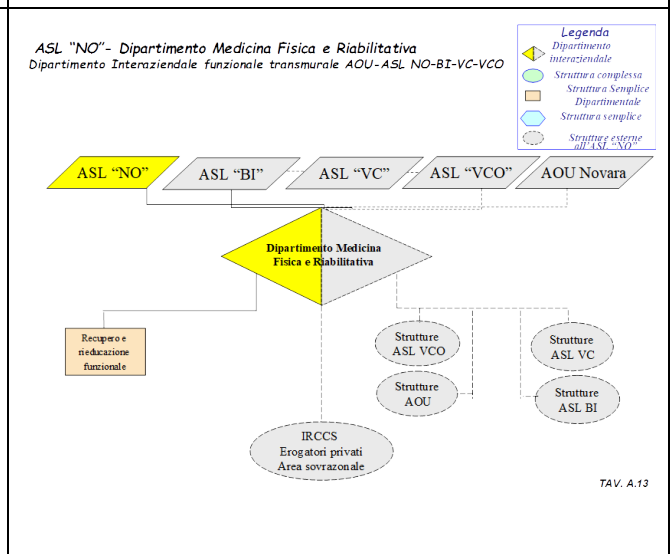 ASL “NO”- Dipartimento Medicina Fisica e Riabilitativa
Dipartimento Interaziendale funzionale transmurale AOU-ASL NO-BI-VC-VCO
Legenda
Dipartimento
interaziendale
Struttura complessa
Struttura Semplice
Dipartimentale
Struttura semplice
Strutture esterne
all'ASL “NO”
ASL “NO”
ASL “BI”
ASL “VC”
ASL “VCO”
AOU Novara
Dipartimento Medicina
Fisica e Riabilitativa
Recupero e
rieducazione
funzionale
Strutture
ASL VCO
Strutture
ASL VC
Strutture
AOU
Strutture
ASL BI
IRCCS
Erogatori privati
Area sovrazonale
TAV. A.13